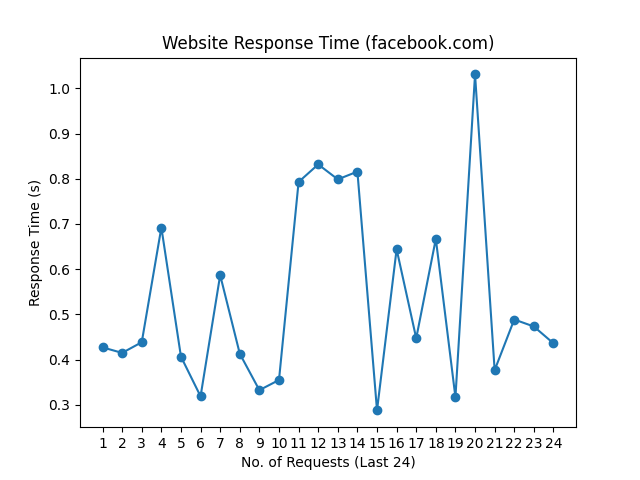 Website Response Time (facebook.com)
Response Time (s)
1.0
0.9
0.8
0.7
0.6
0.5
0.4
0.3
1 2 3 4 5 6 7 8 9 10 11 12 13 14 15 16 17 18 19 20 21 22 23 24
No. of Requests (Last 24)